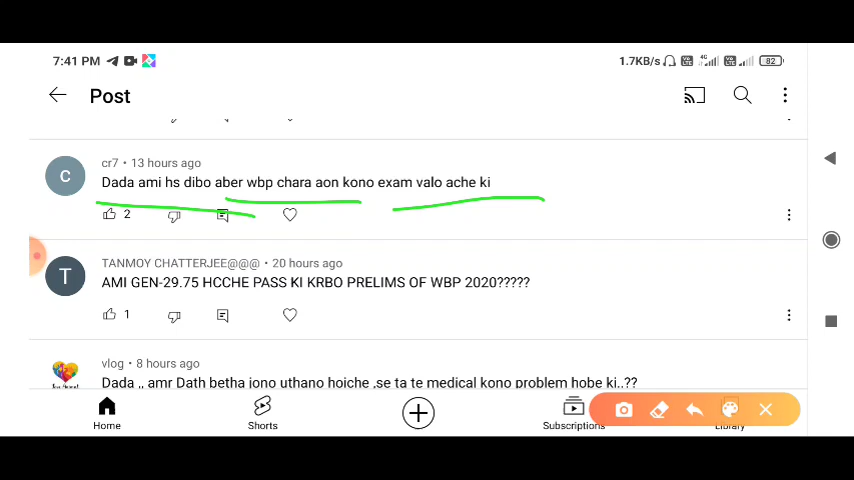 7:41 PM
1.7KB/s 4G 82
Post
cr7 • 13 hours ago
Dada ami hs dibo aber wbp chara aon kono exam valo ache ki
2
TANMOY CHATTERJEE@@@ • 20 hours ago
AMI GEN-29.75 HCCHE PASS KI KRBO PRELIMS OF WBP 2020?????
1
vlog • 8 hours ago
Dada ,, amr Dath betha jono uthano hoiche ,se ta te medical kono problem hobe ki..??
Home
Shorts
Subscriptions
Library
C
T